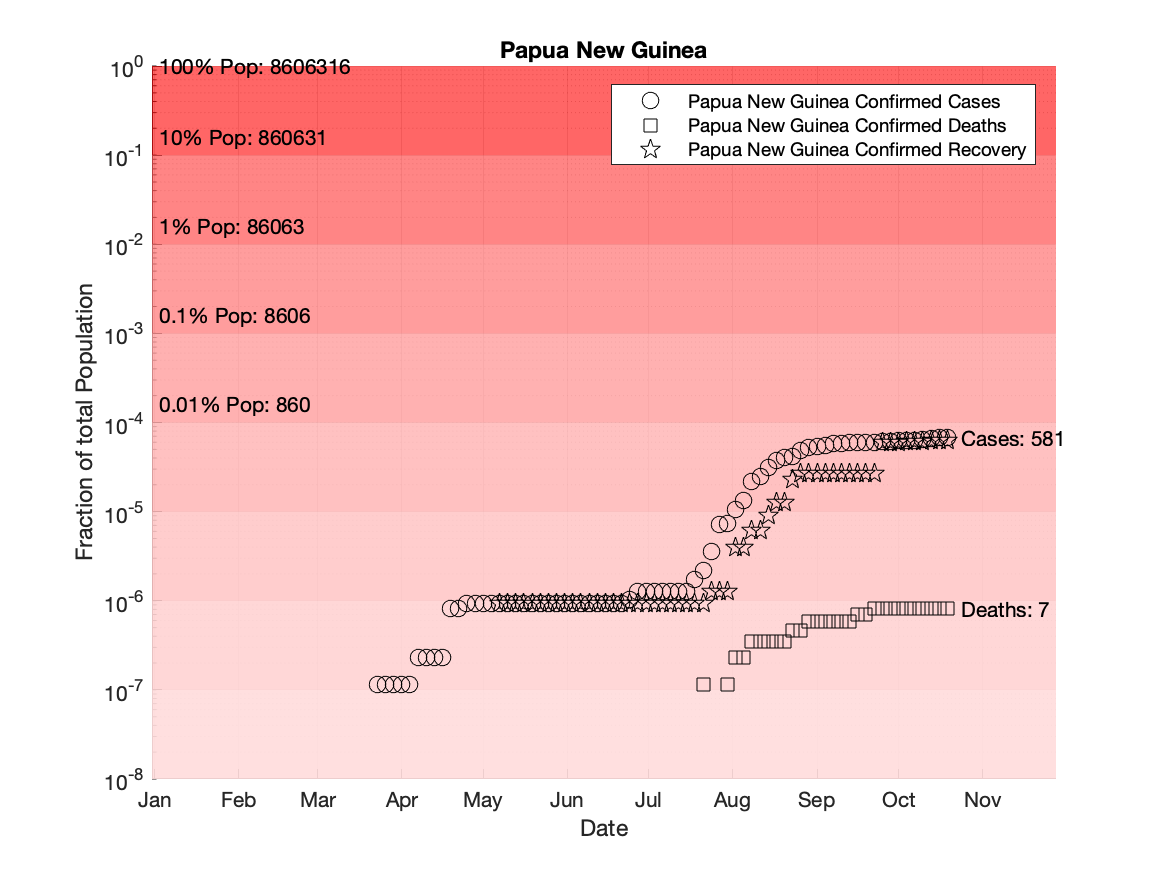 Papua New Guinea
10^0
100% Pop: 8606316
Papua New Guinea Confirmed Cases
Papua New Guinea Confirmed Deaths
Papua New Guinea Confirmed Recovery
10% Pop: 860631
10^-1
1% Pop: 86063
10^-2
0.1% Pop: 8606
10^-3
0.01% Pop: 860
10^-4
Cases: 581
10^-5
10^-6
Deaths: 7
10^-7
10^-8
Fraction of total Population
Jan Feb Mar Apr May Jun Jul Aug Sep Oct Nov
Date